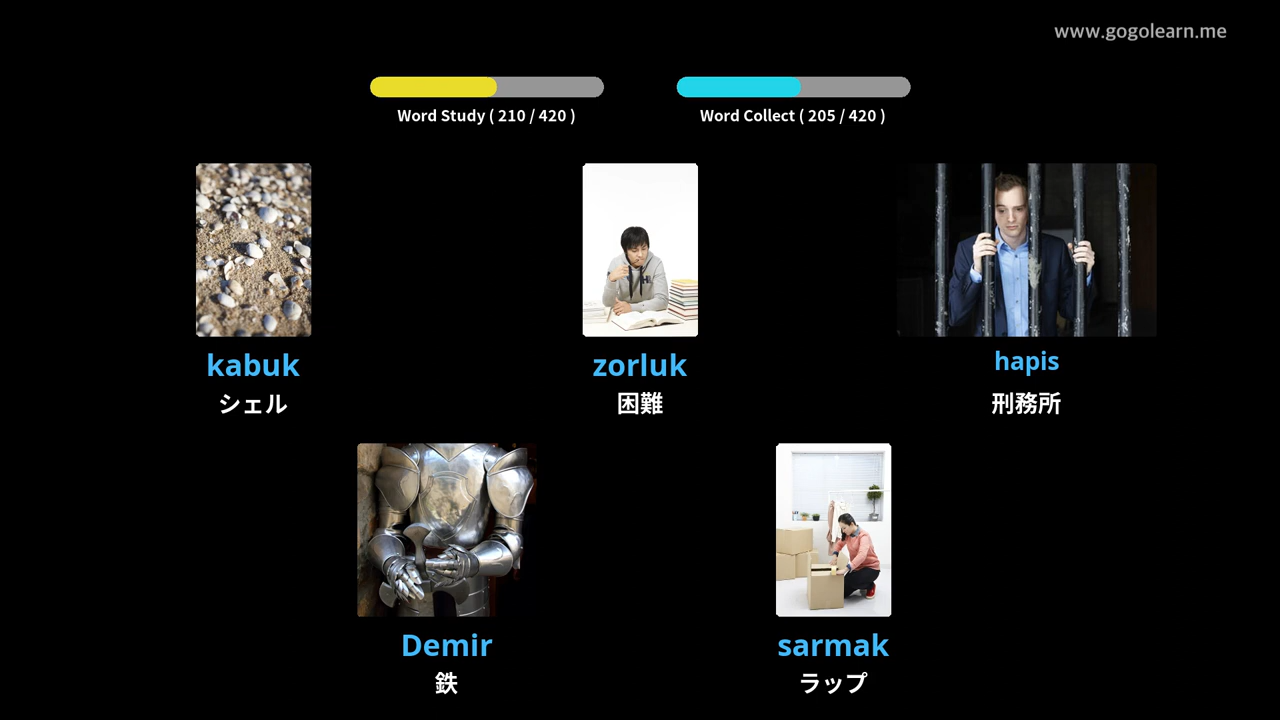 www.gogolearn.me
Word Study ( 210 / 420 )
Word Collect ( 205 / 420 )
kabuk
シェル
zorluk
困難
hapis
刑務所
Demir
鉄
sarmak
ラップ